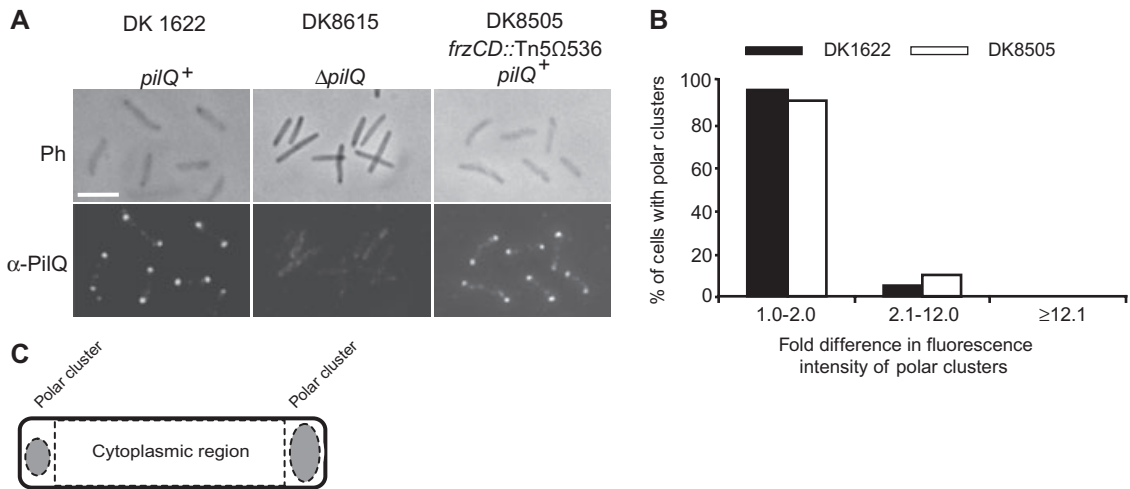 A
DK 1622
DK8615
DK8505
frzCD::Tn5Ω536
pilQ+
ΔpilQ
pilQ+
Ph
α-PilQ
B
DK1622
DK8505
% of cells with polar clusters
100
80
60
40
20
0
1.0-2.0
2.1-12.0
≥12.1
Fold difference in fluorescence
intensity of polar clusters
C
Polar cluster
Polar cluster
Cytoplasmic region